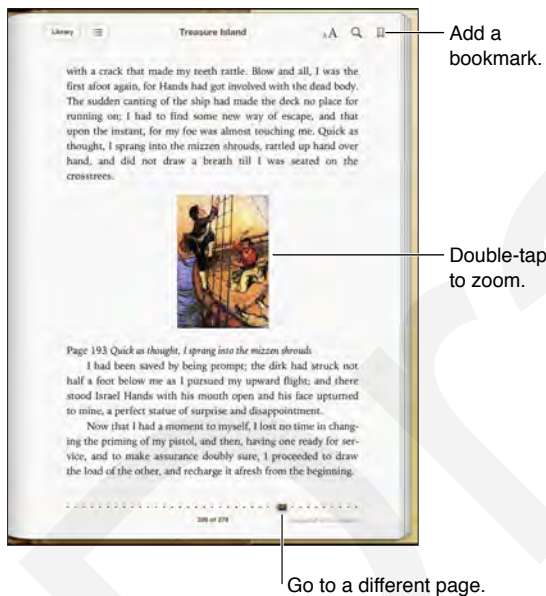 Library
Treasure Island
AA
Add a
bookmark.
with a crack that made my teeth rattle. Blow and all, I was the
first afoot again, for Hands had got involved with the dead body.
The sudden canting of the ship had made the deck no place for
running on; I had to find some new way of escape, and that
upon the instant, for my foe was almost touching me. Quick as
thought, I sprang into the mizzen shrouds, rattled up hand over
hand, and did not draw a breath till I was seated on the
crosstrees.
Double-tap
to zoom.
Page 193 Quick as thought, I sprang into the mizzen shrouds
I had been saved by being prompt; the dirk had struck not
half a foot below me as I pursued my upward flight; and there
stood Israel Hands with his mouth open and his face upturned
to mine, a perfect statue of surprise and disappointment.
Now that I had a moment to myself, I lost no time in chang-
ing the priming of my pistol, and then, having one ready for ser-
vice, and to make assurance doubly sure, I proceeded to draw
the load of the other, and recharge it afresh from the beginning.
of 278
Go to a different page.